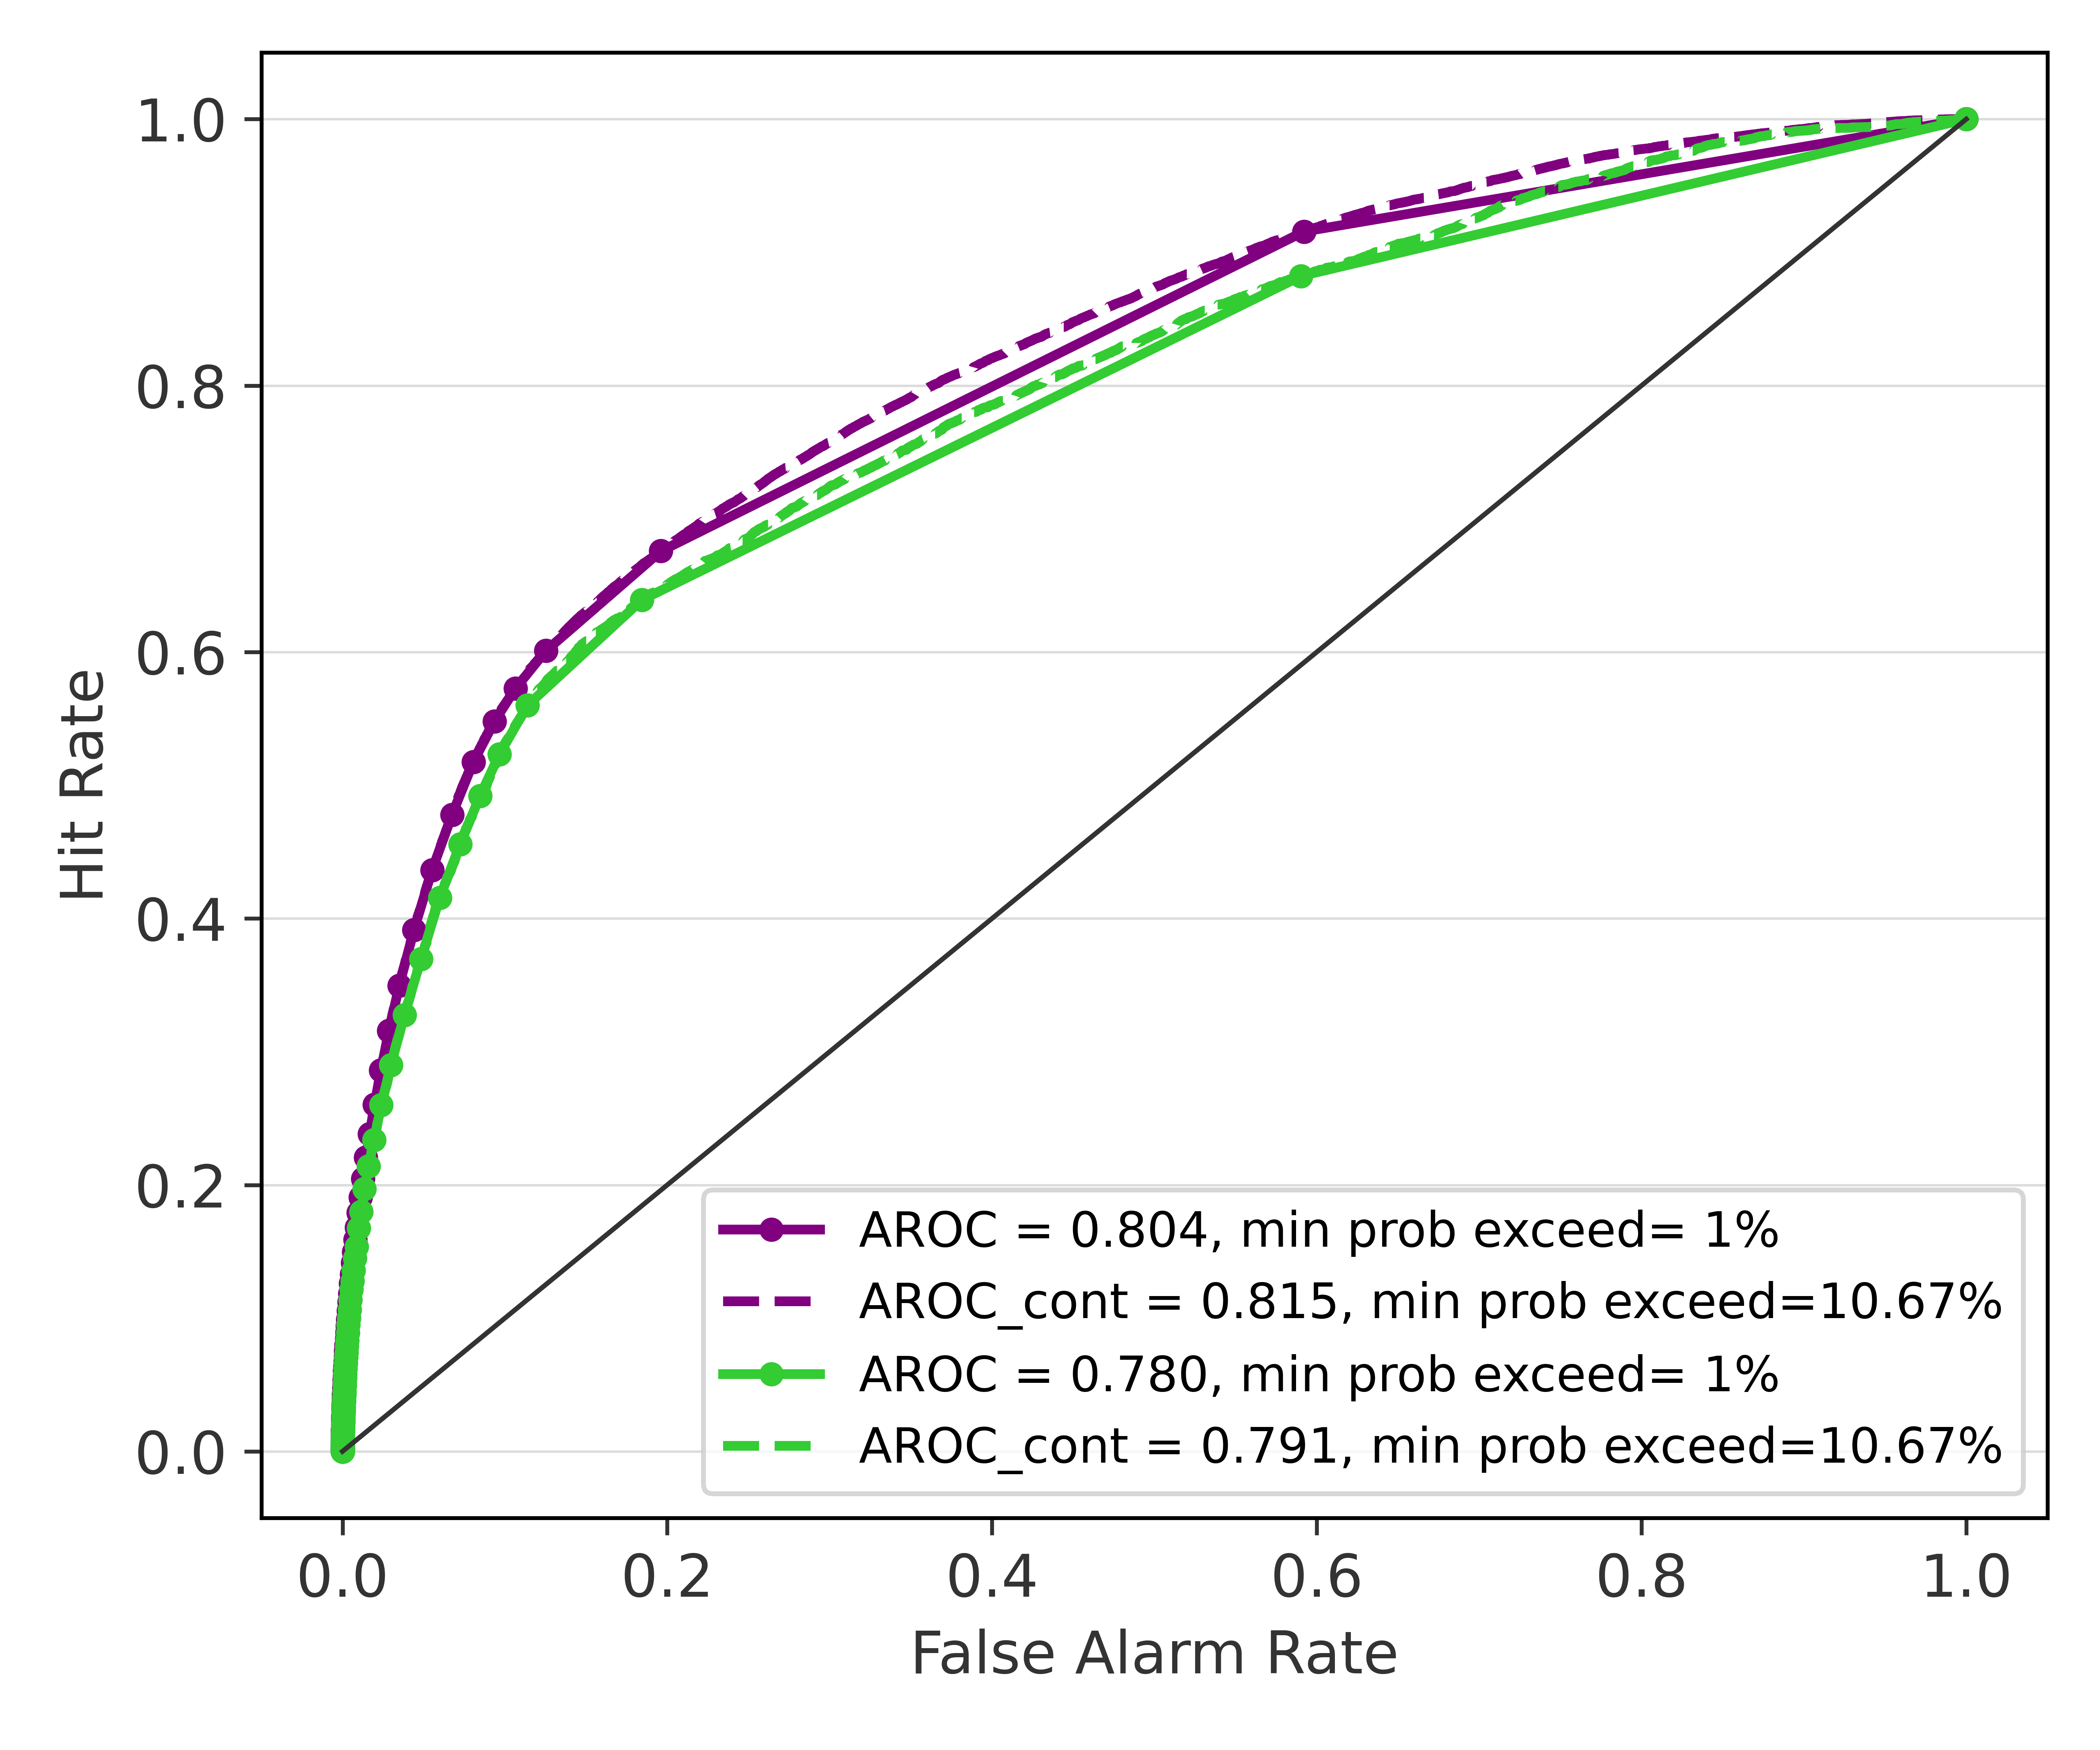 1.0
0.8
0.6
0.4
0.2
0.0
Hit Rate
AROC = 0.804, min prob exceed= 1%
AROC_cont = 0.815, min prob exceed=10.67%
AROC = 0.780, min prob exceed= 1%
AROC_cont = 0.791, min prob exceed=10.67%
0.0 0.2 0.4 0.6 0.8 1.0
False Alarm Rate